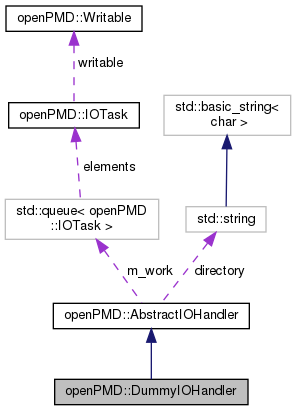 openPMD::Writable
writable
openPMD::IOTask
std::basic_string<
char >
elements
std::queue< openPMD
::IOTask >
std::string
m_work
directory
openPMD::AbstractIOHandler
openPMD::DummyIOHandler